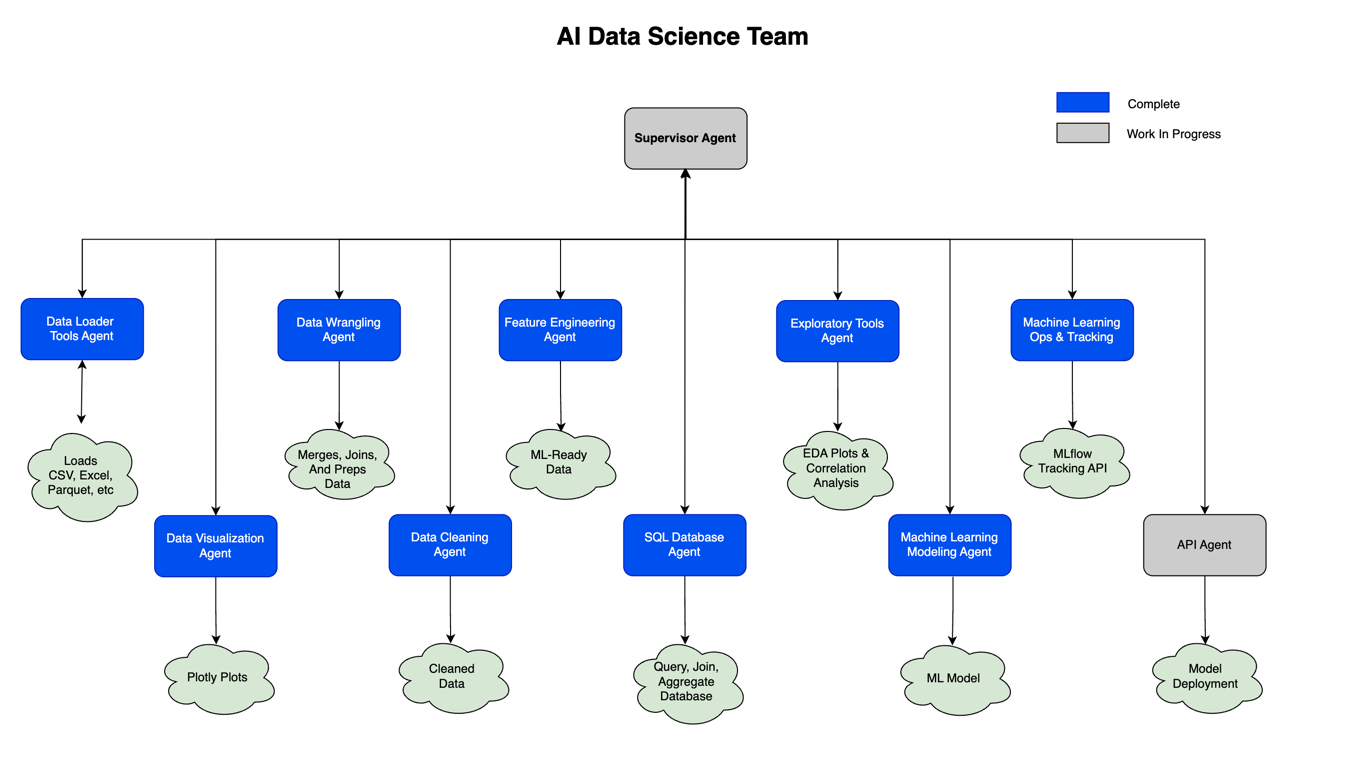 AI Data Science Team
Complete
Work In Progress
Supervisor Agent
Data Loader
Tools Agent
Data Wrangling
Agent
Feature Engineering
Agent
Exploratory Tools
Agent
Machine Learning
Ops & Tracking
Loads
CSV, Excel,
Parquet, etc
Merges, Joins,
And Preps
Data
ML-Ready
Data
EDA Plots &
Correlation
Analysis
MLflow
Tracking API
Data Visualization
Agent
Data Cleaning
Agent
SQL Database
Agent
Machine Learning
Modeling Agent
API Agent
Plotly Plots
Cleaned
Data
Query, Join,
Aggregate
Database
ML Model
Model
Deployment